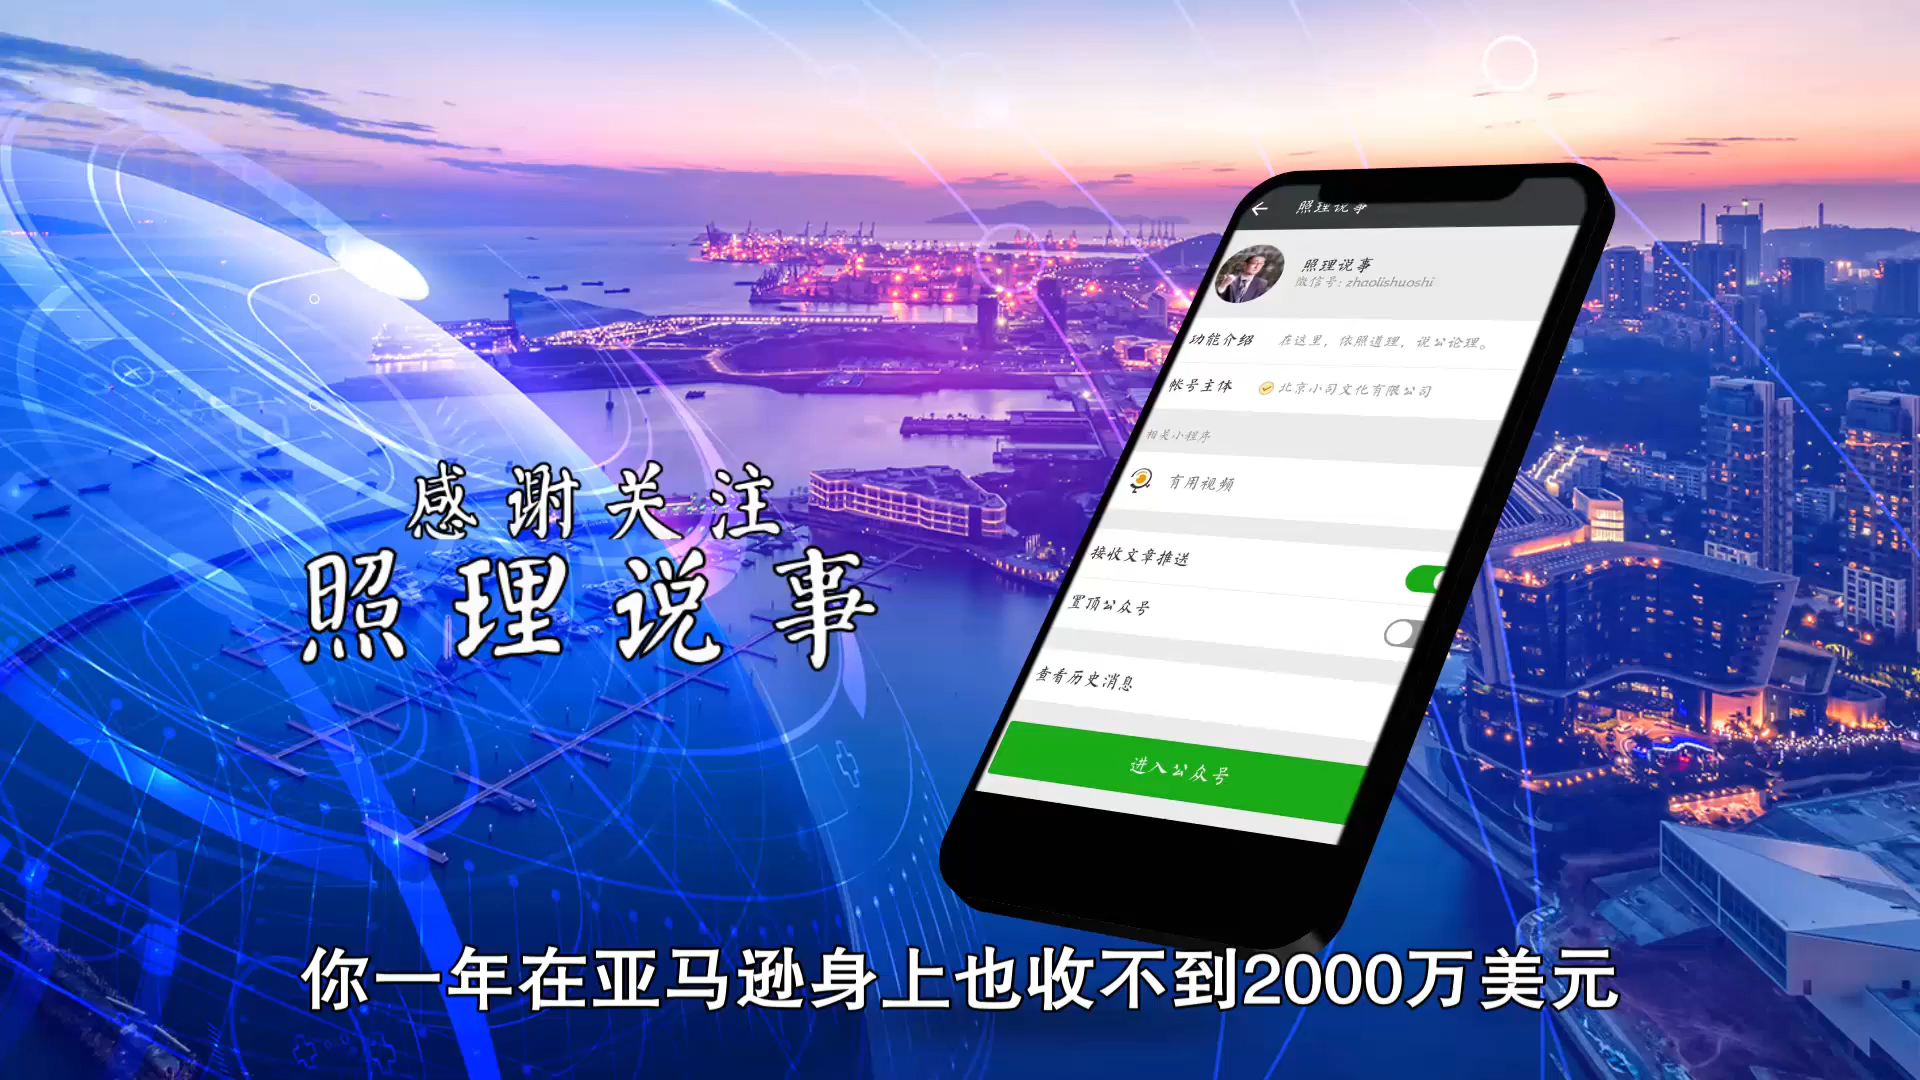 感谢关注
照理说事
照理说事
照理说事
微信号: zhaolishuoshi
功能介绍 在这里，依照道理，说公论理。
帐号主体 北京小司文化有限公司
相关小程序
有用视频
接收文章推送
置顶公众号
查看历史消息
进入公众号
你一年在亚马逊身上也收不到2000万美元